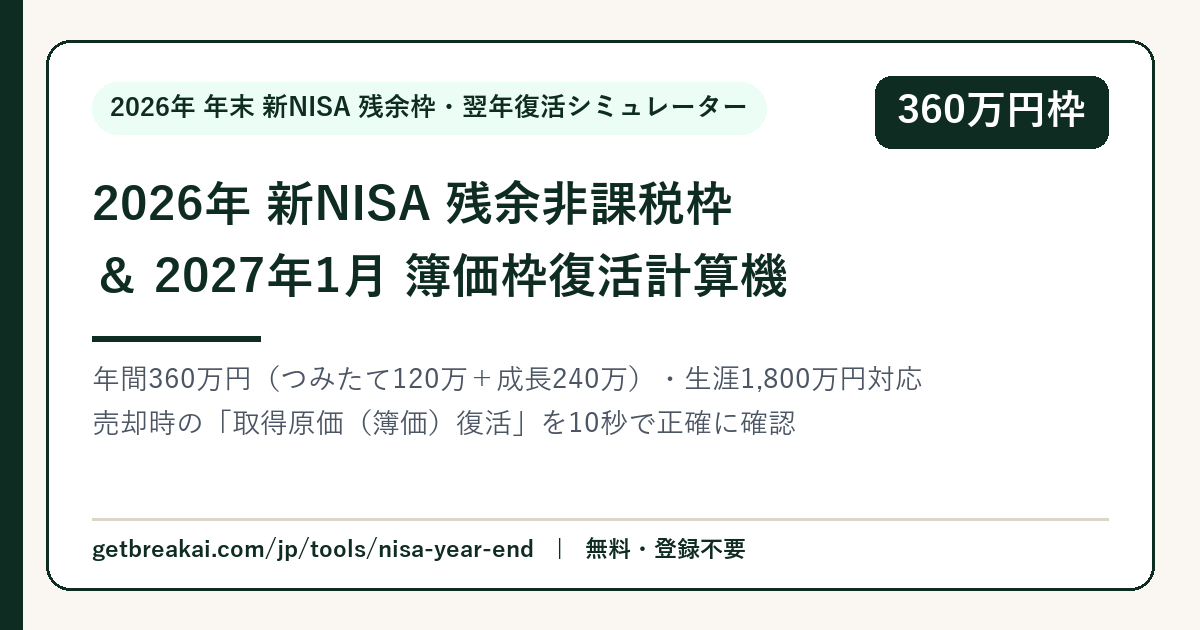 2026年 年末 新NISA 残余枠・翌年復活シミュレーター
360万円枠
2026年 新NISA 残余非課税枠
＆ 2027年1月 簿価枠復活計算機
年間360万円（つみたて120万＋成長240万）・生涯1,800万円対応
売却時の「取得原価（簿価）復活」を10秒で正確に確認
getbreakai.com/jp/tools/nisa-year-end ｜ 無料・登録不要